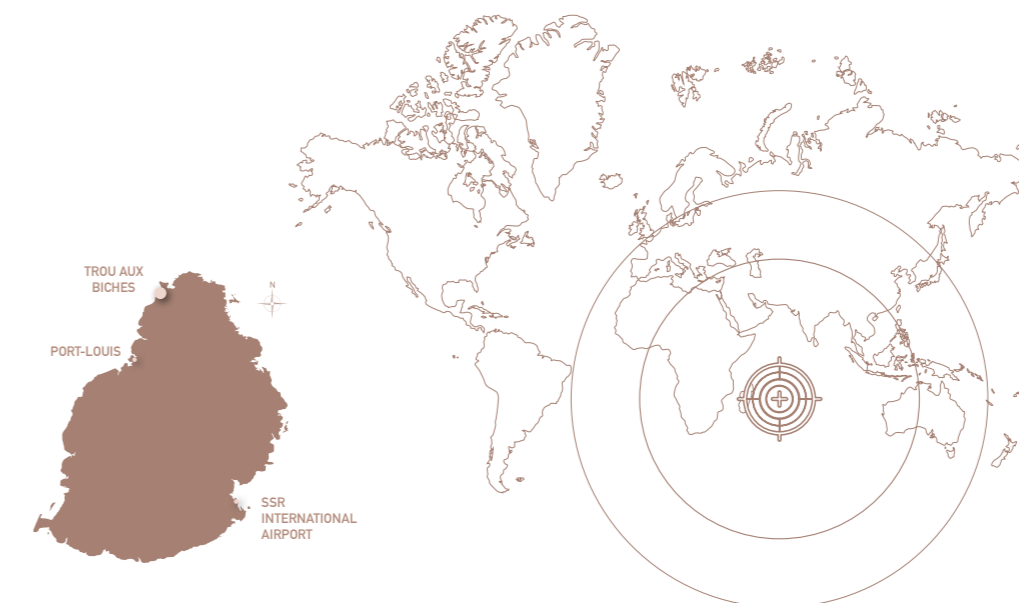 TROU AUX
BICHES
N
PORT-LOUIS
SSR
INTERNATIONAL
AIRPORT